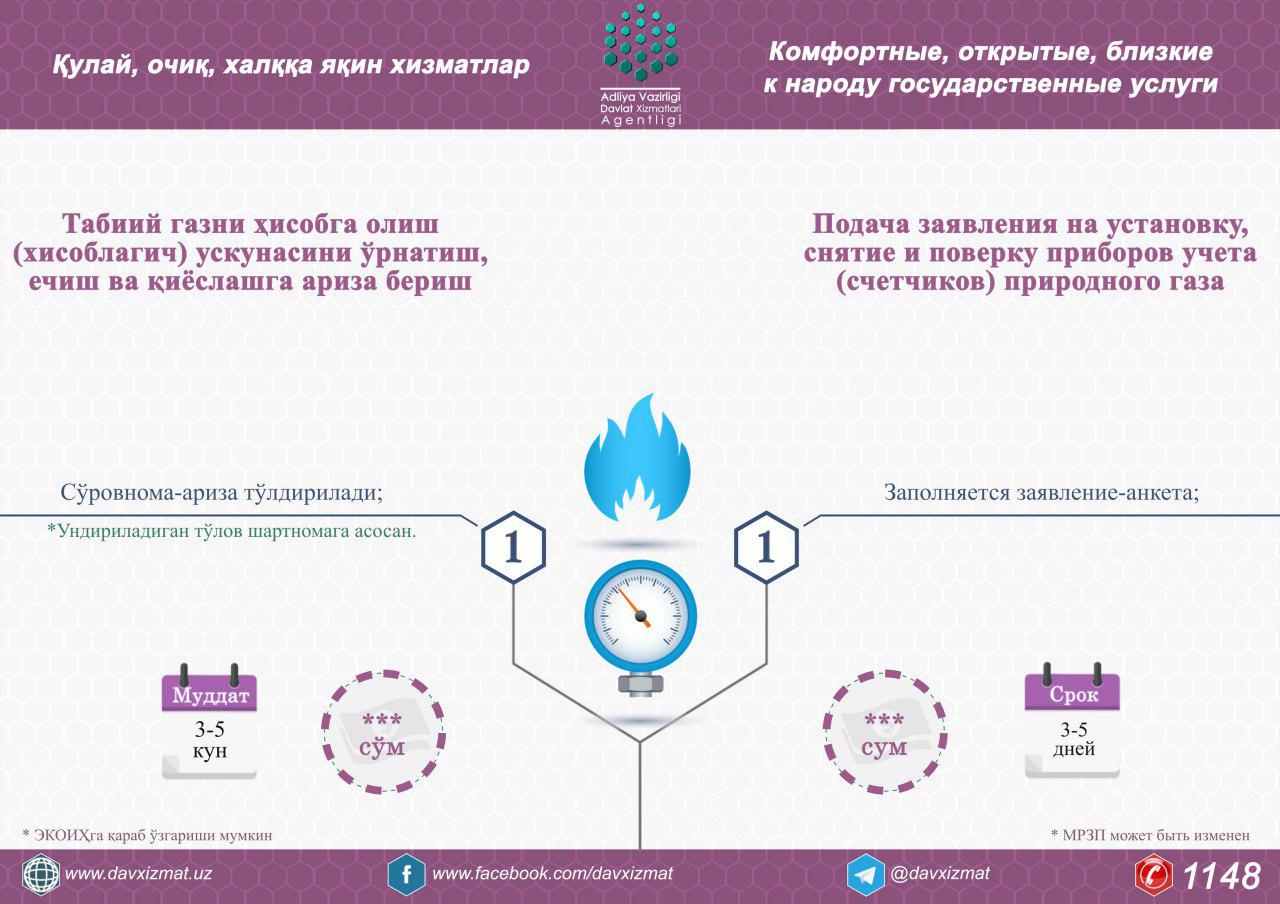 Қулай, очиқ, халққа яқин хизматлар
Adliya Vazirligi
Davlat Xizmatlari
Agentligi
Комфортные, открытые, близкие
к народу государственные услуги
Табиий газни ҳисобга олиш
(хисоблагич) ускунасини ўрнатиш,
ечиш ва қиёслашга ариза бериш
Подача заявления на установку,
снятие и поверку приборов учета
(счетчиков) природного газа
Сўровнома-ариза тўлдирилади;
*Ундириладиган тўлов шартномага асосан.
1
Заполняется заявление-анкета;
1
Муддат
3-5
кун
***
сўм
***
сум
Срок
3-5
дней
* ЭКОИҲга қараб ўзгариши мумкин
* МРЗП может быть изменен
www.davxizmat.uz
www.facebook.com/davxizmat
@davxizmat
1148